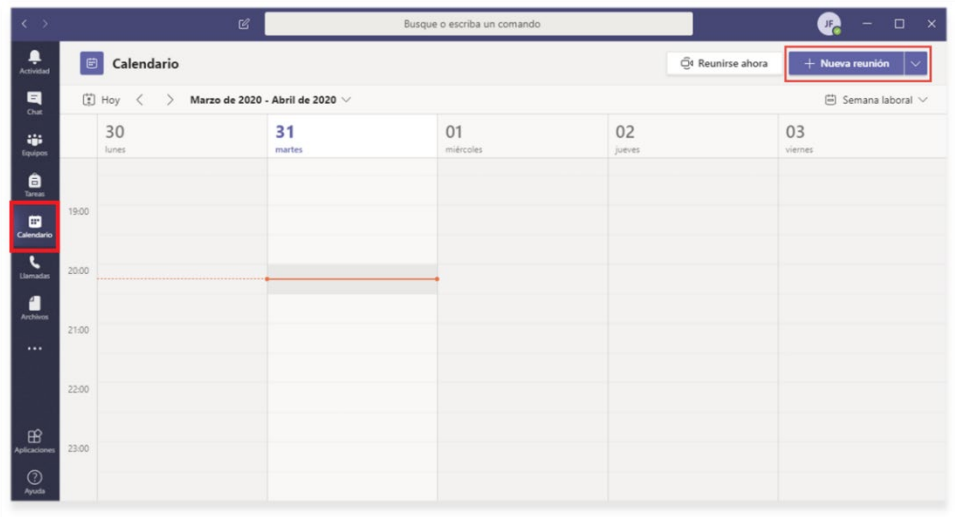 Busque o escriba un comando
JF
Actividad
Chat
Equipos
Tareas
Calendario
Llamadas
Archivos
Aplicaciones
Ayuda
Calendario
Reunirse ahora
+ Nueva reunión
Hoy
Marzo de 2020 - Abril de 2020
Semana laboral
30
lunes
31
martes
01
miércoles
02
jueves
03
viernes
19:00
20:00
21:00
22:00
23:00